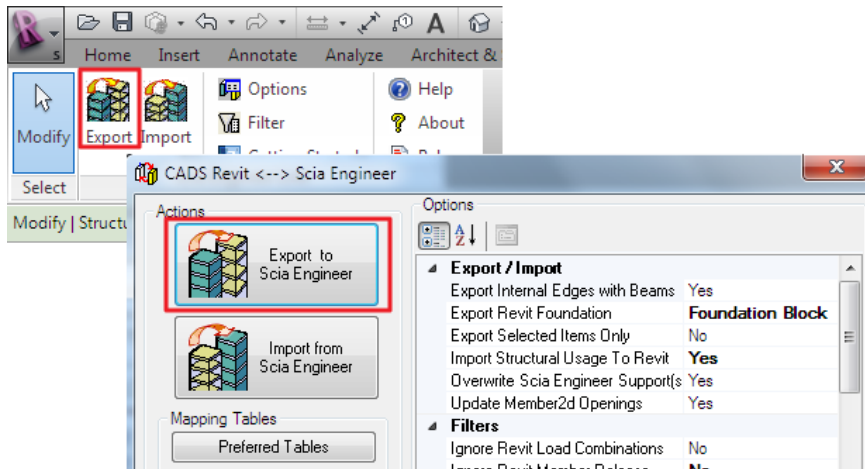 S
Home Insert Annotate Analyze Architect &
Modify
Export
Import
Options
Filter
Help
About
Select
Modify | Structu
CADS Revit <--> Scia Engineer
Actions
Export to
Scia Engineer
Import from
Scia Engineer
Mapping Tables
Preferred Tables
Options
Export / Import
Export Internal Edges with Beams Yes
Export Revit Foundation Foundation Block
Export Selected Items Only No
Import Structural Usage To Revit Yes
Overwrite Scia Engineer Support(s Yes
Update Member2d Openings Yes
Filters
Ignore Revit Load Combinations No